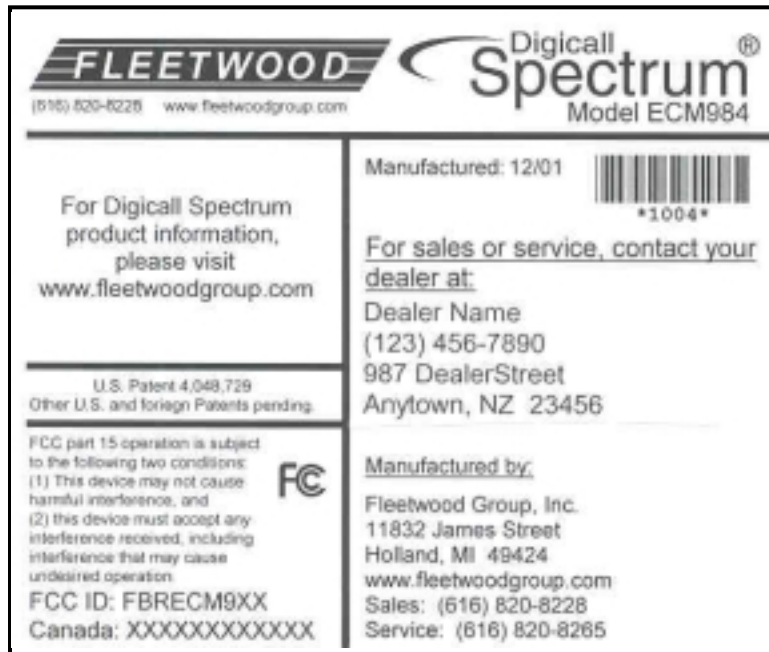 FLEETWOOD
(616) 820-8228 www.fleetwoodgroup.com
Digicall
Spectrum®
Model ECM984
For Digicall Spectrum
product information,
please visit
www.fleetwoodgroup.com
U.S. Patent 4,048,729
Other U.S. and foriegn Patents pending.
FCC part 15 operation is subject
to the following two conditions:
(1) This device may not cause
harmful interference, and
(2) this device must accept any
interference received, including
interference that may cause
undesired operation
FC
FCC ID: FBRECM9XX
Canada: XXXXXXXXXXXX
Manufactured: 12/01
*1004*
For sales or service, contact your
dealer at:
Dealer Name
(123) 456-7890
987 DealerStreet
Anytown, NZ 23456
Manufactured by:
Fleetwood Group, Inc.
11832 James Street
Holland, MI 49424
www.fleetwoodgroup.com
Sales: (616) 820-8228
Service: (616) 820-8265